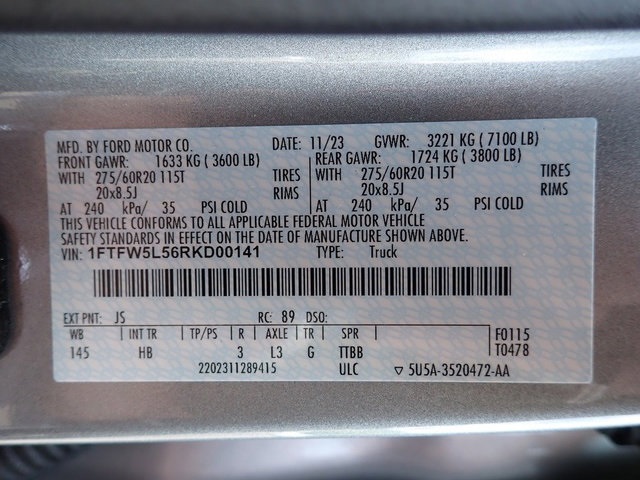 MFD. BY FORD MOTOR CO. DATE: 11/23 GVWR: 3221 KG ( 7100 LB)
FRONT GAWR: 1633 KG ( 3600 LB) REAR GAWR: 1724 KG ( 3800 LB)
WITH 275/60R20 115T TIRES WITH 275/60R20 115T TIRES
20x8.5J RIMS 20x8.5J RIMS
AT 240 kPa/ 35 PSI COLD AT 240 kPa/ 35 PSI COLD
THIS VEHICLE CONFORMS TO ALL APPLICABLE FEDERAL MOTOR VEHICLE
SAFETY STANDARDS IN EFFECT ON THE DATE OF MANUFACTURE SHOWN ABOVE.
VIN: 1FTFW5L56RKD00141 TYPE: Truck
EXT PNT: JS RC: 89 DSO:
WB INT TR TP/PS R AXLE TR SPR F0115
145 HB 3 L3 G TTBB T0478
2202311289415 ULC ▽ 5U5A-3520472-AA